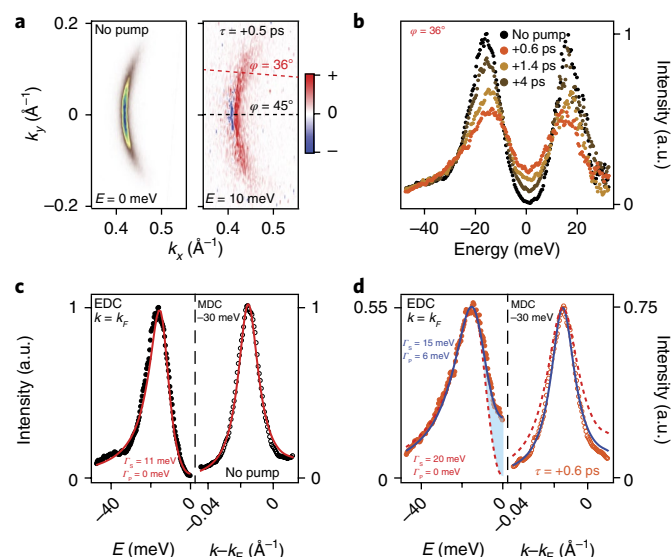 a
No pump
τ = +0.5 ps
φ = 36°
φ = 45°
+
0
−
E = 0 meV
E = 10 meV
0.2
0
−0.2
k_y (Å⁻¹)
0.4 0.5 0.4 0.5
k_x (Å⁻¹)
b
φ = 36°
No pump
+0.6 ps
+1.4 ps
+4 ps
1
0
Intensity (a.u.)
−40 −20 0 20
Energy (meV)
c
EDC
k = k_F
MDC
−30 meV
1
0
1
0
Intensity (a.u.)
Γ_s = 11 meV
Γ_p = 0 meV
No pump
−40 0 −0.04 0
E (meV) k–k_F (Å⁻¹)
d
EDC
k = k_F
MDC
−30 meV
0.55
0
0.75
0
Γ_s = 15 meV
Γ_p = 6 meV
Γ_s = 20 meV
Γ_p = 0 meV
τ = +0.6 ps
Intensity (a.u.)
−40 0 −0.04 0
E (meV) k–k_F (Å⁻¹)